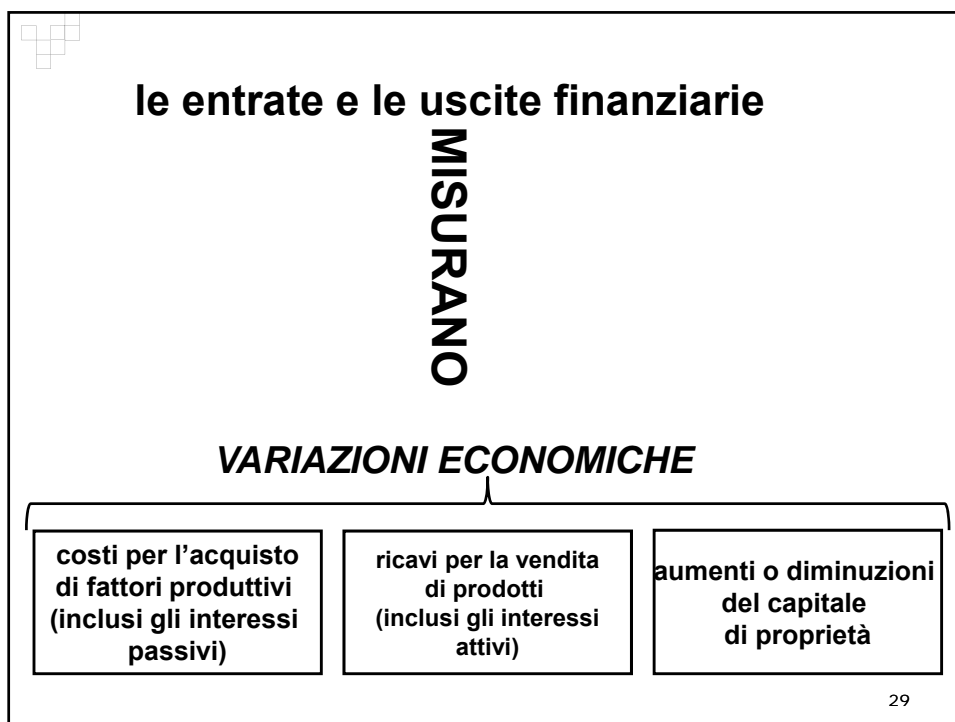 le entrate e le uscite finanziarie
MISURANO
VARIAZIONI ECONOMICHE
costi per l’acquisto
di fattori produttivi
(inclusi gli interessi
passivi)
ricavi per la vendita
di prodotti
(inclusi gli interessi
attivi)
aumenti o diminuzioni
del capitale
di proprietà
29